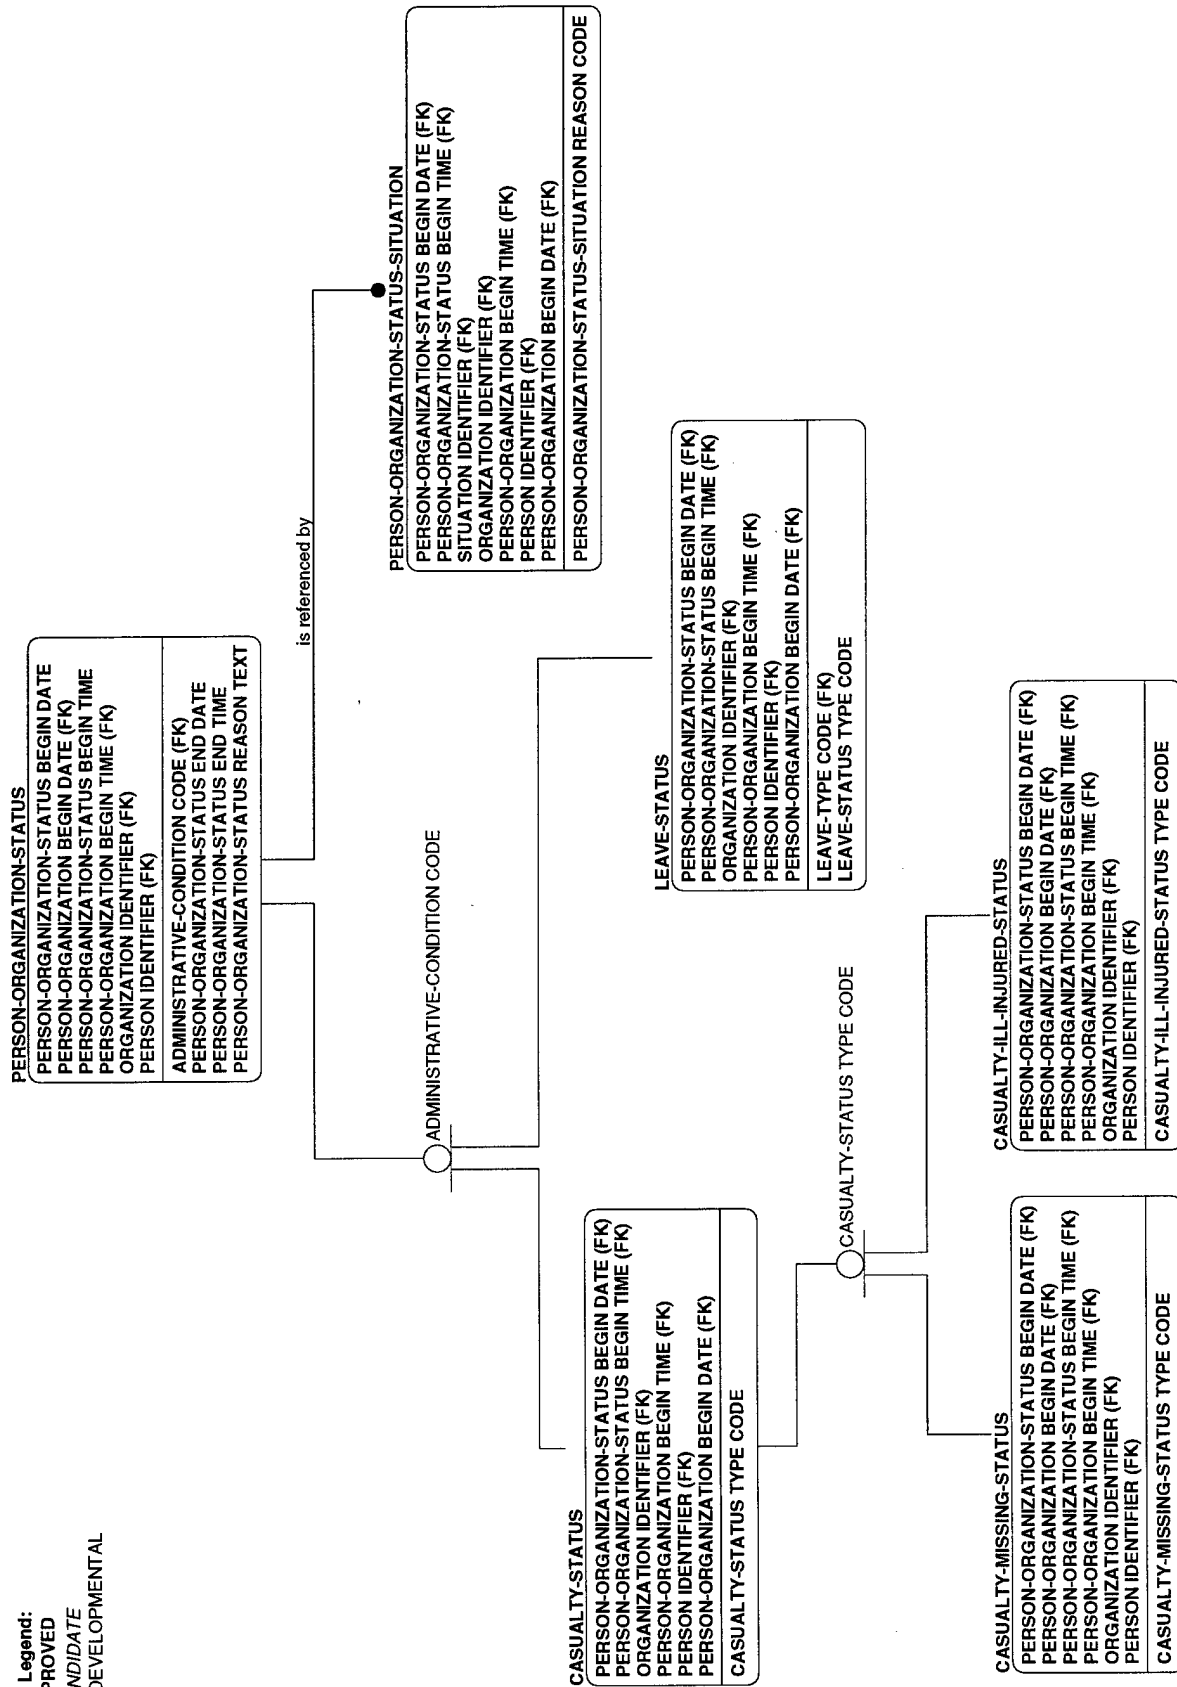 Legend:
PROVED
NDIDATE
DEVELOPMENTAL
PERSON-ORGANIZATION-STATUS
PERSON-ORGANIZATION-STATUS BEGIN DATE
PERSON-ORGANIZATION BEGIN DATE (FK)
PERSON-ORGANIZATION-STATUS BEGIN TIME
PERSON-ORGANIZATION BEGIN TIME (FK)
ORGANIZATION IDENTIFIER (FK)
PERSON IDENTIFIER (FK)
ADMINISTRATIVE-CONDITION CODE (FK)
PERSON-ORGANIZATION-STATUS END DATE
PERSON-ORGANIZATION-STATUS END TIME
PERSON-ORGANIZATION-STATUS REASON TEXT
is referenced by
PERSON-ORGANIZATION-STATUS-SITUATION
PERSON-ORGANIZATION-STATUS BEGIN DATE (FK)
PERSON-ORGANIZATION-STATUS BEGIN TIME (FK)
SITUATION IDENTIFIER (FK)
ORGANIZATION IDENTIFIER (FK)
PERSON-ORGANIZATION BEGIN TIME (FK)
PERSON IDENTIFIER (FK)
PERSON-ORGANIZATION BEGIN DATE (FK)
PERSON-ORGANIZATION-STATUS-SITUATION REASON CODE
ADMINISTRATIVE-CONDITION CODE
CASUALTY-STATUS
PERSON-ORGANIZATION-STATUS BEGIN DATE (FK)
PERSON-ORGANIZATION-STATUS BEGIN TIME (FK)
ORGANIZATION IDENTIFIER (FK)
PERSON-ORGANIZATION BEGIN TIME (FK)
PERSON IDENTIFIER (FK)
PERSON-ORGANIZATION BEGIN DATE (FK)
CASUALTY-STATUS TYPE CODE
LEAVE-STATUS
PERSON-ORGANIZATION-STATUS BEGIN DATE (FK)
PERSON-ORGANIZATION-STATUS BEGIN TIME (FK)
ORGANIZATION IDENTIFIER (FK)
PERSON-ORGANIZATION BEGIN TIME (FK)
PERSON IDENTIFIER (FK)
PERSON-ORGANIZATION BEGIN DATE (FK)
LEAVE-TYPE CODE (FK)
LEAVE-STATUS TYPE CODE
CASUALTY-STATUS TYPE CODE
CASUALTY-MISSING-STATUS
PERSON-ORGANIZATION-STATUS BEGIN DATE (FK)
PERSON-ORGANIZATION BEGIN DATE (FK)
PERSON-ORGANIZATION-STATUS BEGIN TIME (FK)
PERSON-ORGANIZATION BEGIN TIME (FK)
ORGANIZATION IDENTIFIER (FK)
PERSON IDENTIFIER (FK)
CASUALTY-MISSING-STATUS TYPE CODE
CASUALTY-ILL-INJURED-STATUS
PERSON-ORGANIZATION-STATUS BEGIN DATE (FK)
PERSON-ORGANIZATION BEGIN DATE (FK)
PERSON-ORGANIZATION-STATUS BEGIN TIME (FK)
PERSON-ORGANIZATION BEGIN TIME (FK)
ORGANIZATION IDENTIFIER (FK)
PERSON IDENTIFIER (FK)
CASUALTY-ILL-INJURED-STATUS TYPE CODE